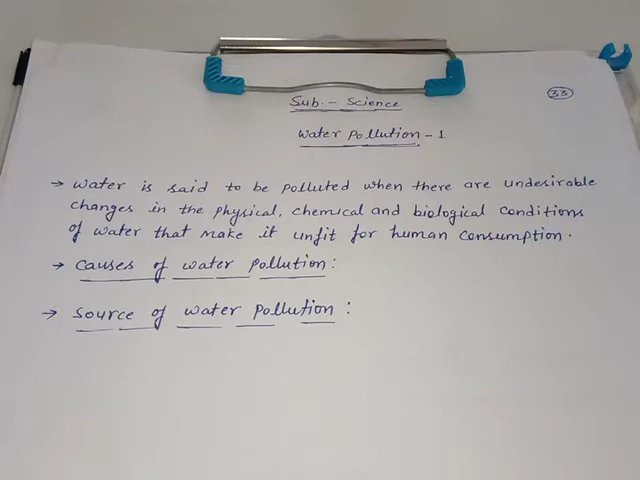 Sub.- Science
33
Water Pollution - 1
→ Water is said to be polluted when there are undesirable
changes in the physical, chemical and biological conditions
of water that make it unfit for human consumption.
→ Causes of water pollution:
→ Source of water pollution: